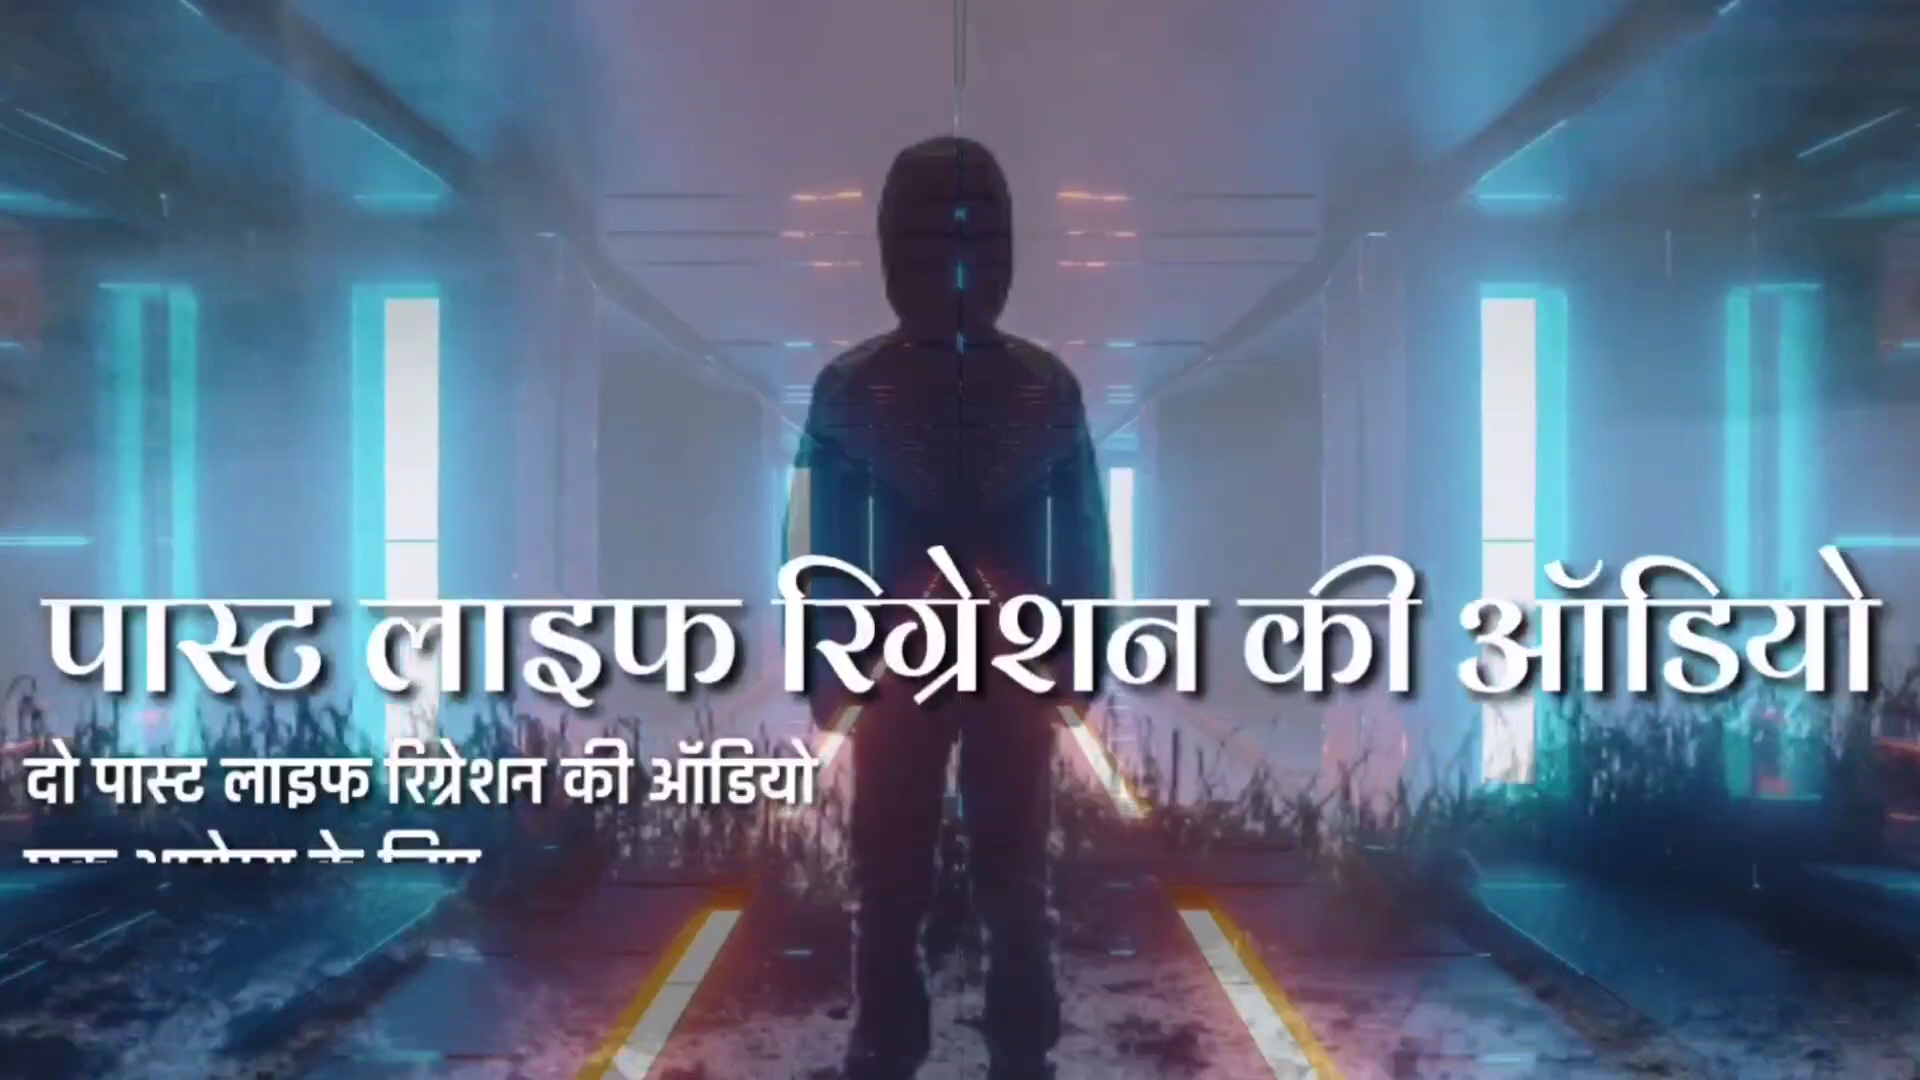 पास्ट लाइफ रिग्रेशन की ऑडियो
दो पास्ट लाइफ रिग्रेशन की ऑडियो